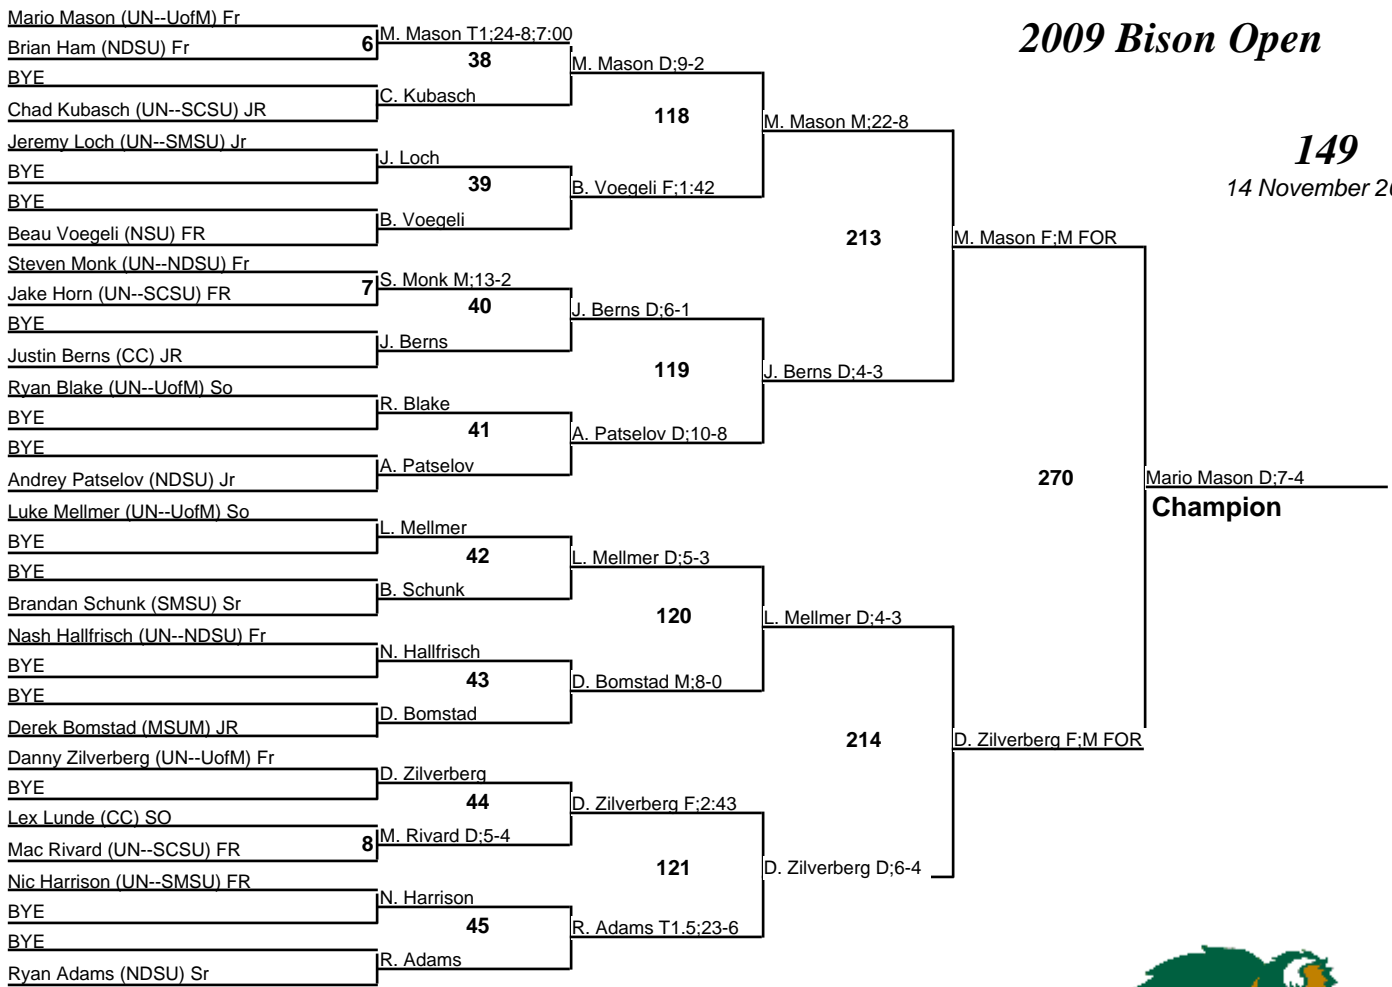 2009 Bison Open
149
14 November 20
Mario Mason (UN--UofM) Fr
Brian Ham (NDSU) Fr
BYE
Chad Kubasch (UN--SCSU) JR
Jeremy Loch (UN--SMSU) Jr
BYE
BYE
Beau Voegeli (NSU) FR
Steven Monk (UN--NDSU) Fr
Jake Horn (UN--SCSU) FR
BYE
Justin Berns (CC) JR
Ryan Blake (UN--UofM) So
BYE
BYE
Andrey Patselov (NDSU) Jr
Luke Mellmer (UN--UofM) So
BYE
BYE
Brandan Schunk (SMSU) Sr
Nash Hallfrisch (UN--NDSU) Fr
BYE
BYE
Derek Bomstad (MSUM) JR
Danny Zilverberg (UN--UofM) Fr
BYE
Lex Lunde (CC) SO
Mac Rivard (UN--SCSU) FR
Nic Harrison (UN--SMSU) FR
BYE
BYE
Ryan Adams (NDSU) Sr
6
7
8
M. Mason T1;24-8;7:00
38
C. Kubasch
J. Loch
39
B. Voegeli
S. Monk M;13-2
40
J. Berns
R. Blake
41
A. Patselov
L. Mellmer
42
B. Schunk
N. Hallfrisch
43
D. Bomstad
D. Zilverberg
44
M. Rivard D;5-4
N. Harrison
45
R. Adams
M. Mason D;9-2
118
B. Voegeli F;1:42
J. Berns D;6-1
119
A. Patselov D;10-8
L. Mellmer D;5-3
120
D. Bomstad M;8-0
D. Zilverberg F;2:43
121
R. Adams T1.5;23-6
M. Mason M;22-8
213
J. Berns D;4-3
L. Mellmer D;4-3
214
D. Zilverberg D;6-4
M. Mason F;M FOR
270
D. Zilverberg F;M FOR
Mario Mason D;7-4
Champion